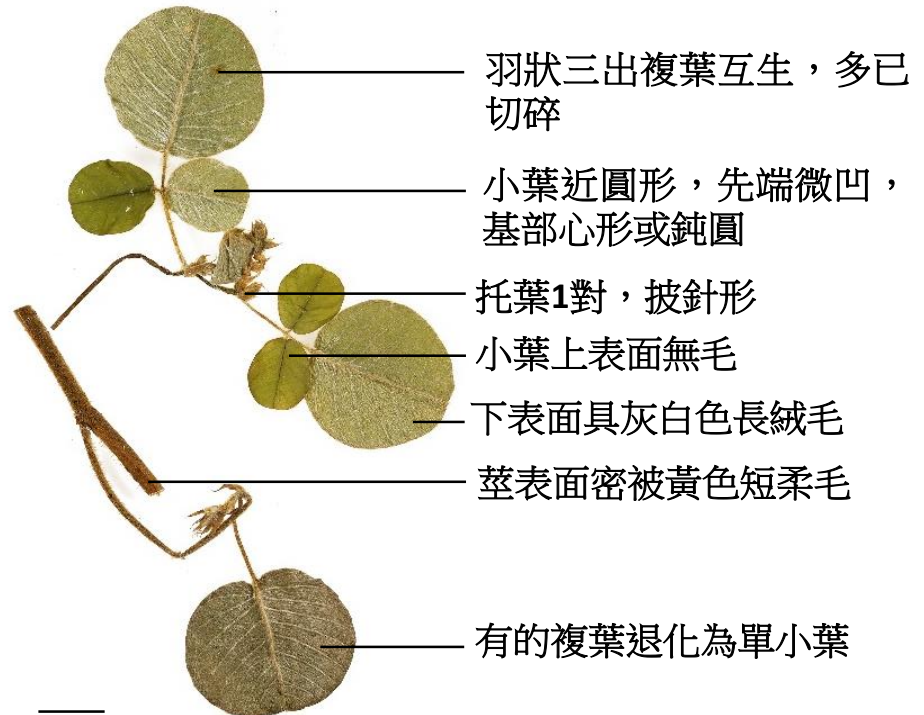 羽狀三出複葉互生，多已
切碎
小葉近圓形，先端微凹，
基部心形或鈍圓
托葉1對，披針形
小葉上表面無毛
下表面具灰白色長絨毛
莖表面密被黃色短柔毛
有的複葉退化為單小葉